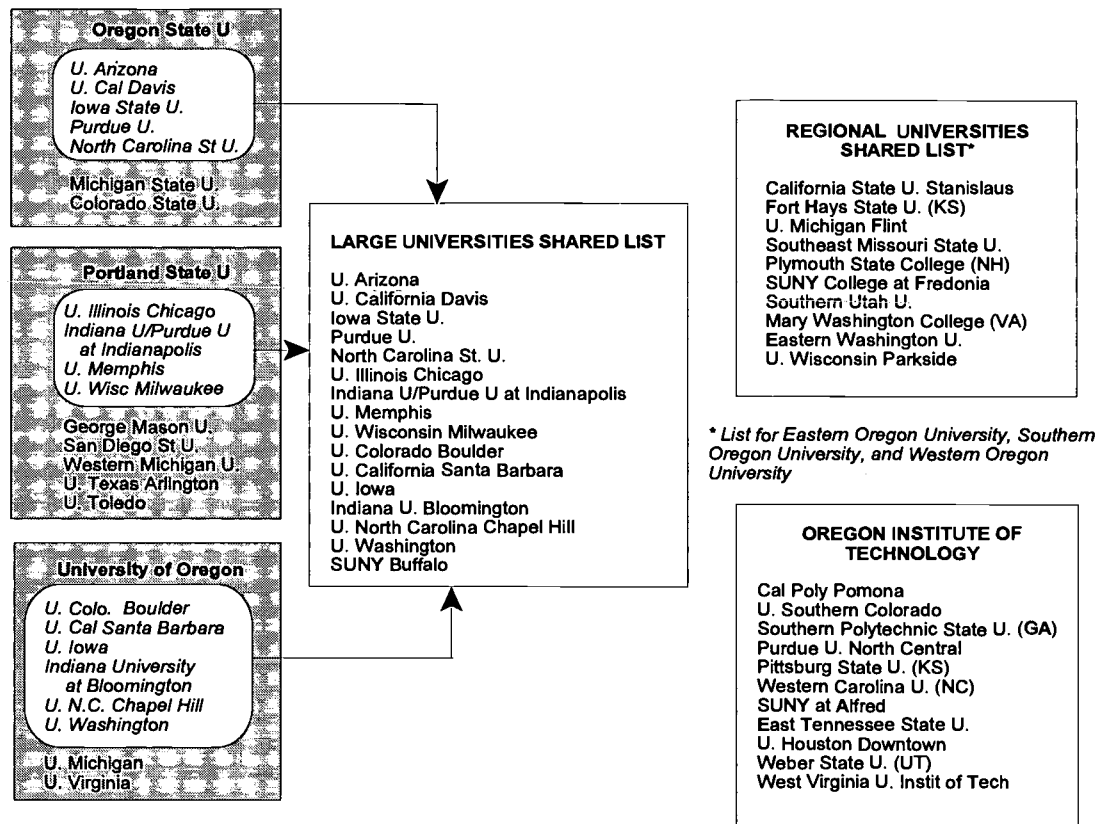 Oregon State U
U. Arizona
U. Cal Davis
Iowa State U.
Purdue U.
North Carolina St U.
Michigan State U.
Colorado State U.
Portland State U
U. Illinois Chicago
Indiana U/Purdue U
at Indianapolis
U. Memphis
U. Wisc Milwaukee
George Mason U.
San Diego St U.
Western Michigan U.
U. Texas Arlington
U. Toledo
University of Oregon
U. Colo. Boulder
U. Cal Santa Barbara
U. Iowa
Indiana University
at Bloomington
U. N.C. Chapel Hill
U. Washington
U. Michigan
U. Virginia
LARGE UNIVERSITIES SHARED LIST
U. Arizona
U. California Davis
Iowa State U.
Purdue U.
North Carolina St. U.
U. Illinois Chicago
Indiana U/Purdue U at Indianapolis
U. Memphis
U. Wisconsin Milwaukee
U. Colorado Boulder
U. California Santa Barbara
U. Iowa
Indiana U. Bloomington
U. North Carolina Chapel Hill
U. Washington
SUNY Buffalo
REGIONAL UNIVERSITIES
SHARED LIST*
California State U. Stanislaus
Fort Hays State U. (KS)
U. Michigan Flint
Southeast Missouri State U.
Plymouth State College (NH)
SUNY College at Fredonia
Southern Utah U.
Mary Washington College (VA)
Eastern Washington U.
U. Wisconsin Parkside
* List for Eastern Oregon University, Southern
Oregon University, and Western Oregon
University
OREGON INSTITUTE OF
TECHNOLOGY
Cal Poly Pomona
U. Southern Colorado
Southern Polytechnic State U. (GA)
Purdue U. North Central
Pittsburg State U. (KS)
Western Carolina U. (NC)
SUNY at Alfred
East Tennessee State U.
U. Houston Downtown
Weber State U. (UT)
West Virginia U. Instit of Tech